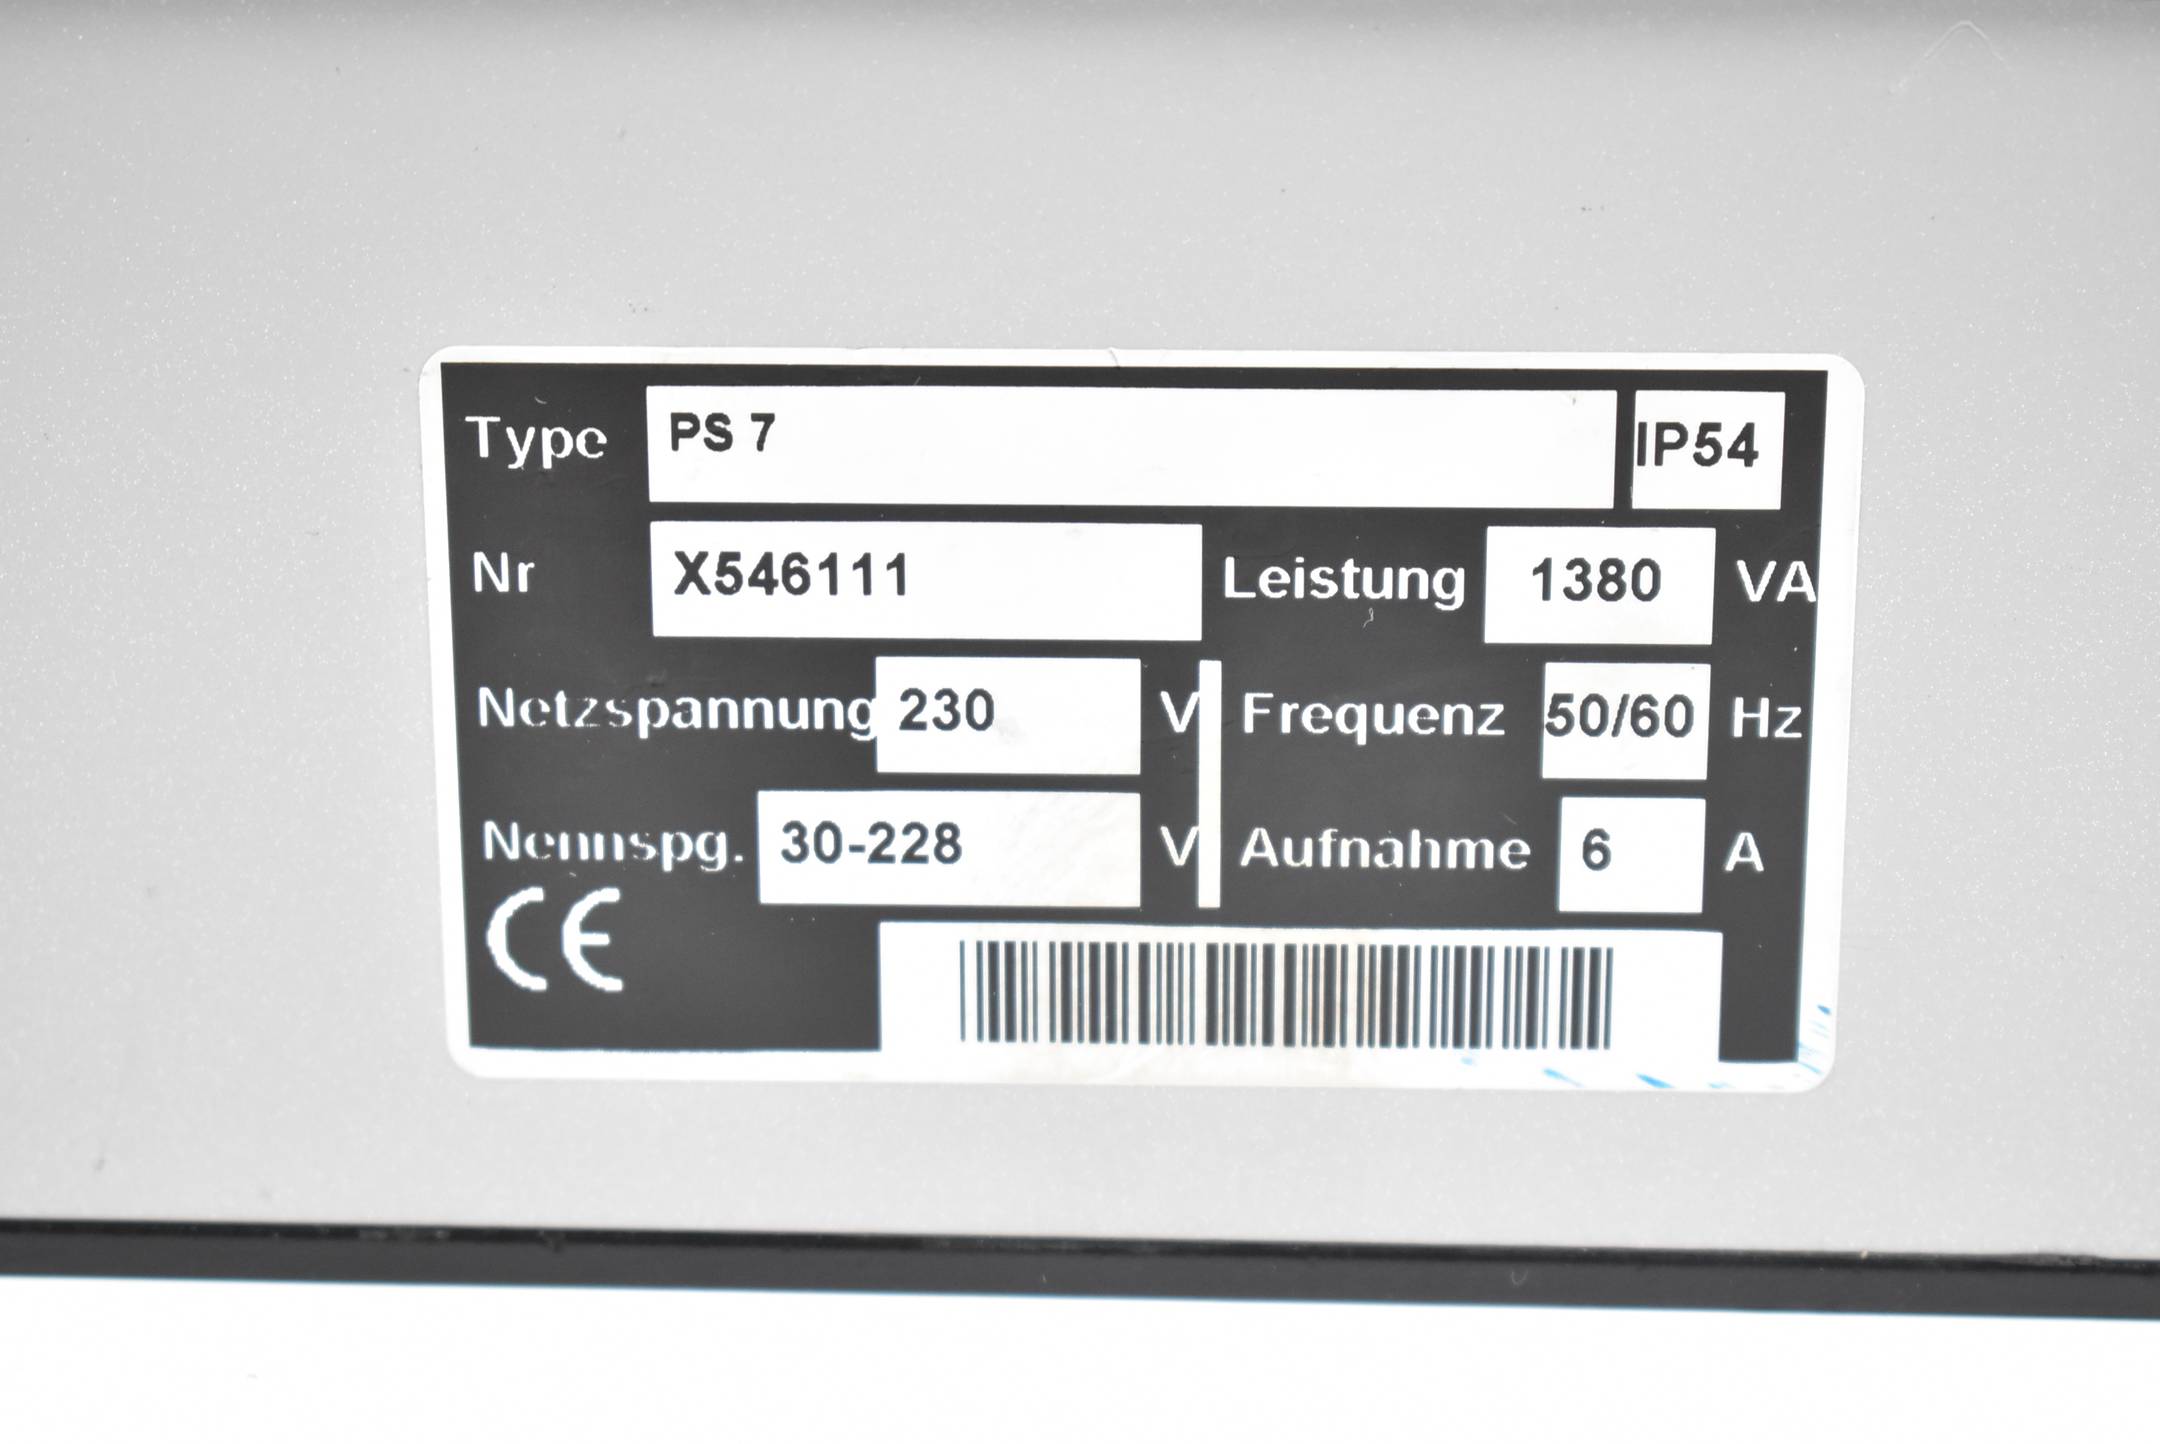 Type PS 7 IP54
Nr X546111 Leistung 1380 VA
Netzspannung 230 V Frequenz 50/60 Hz
Nennspg. 30-228 V Aufnahme 6 A
CE